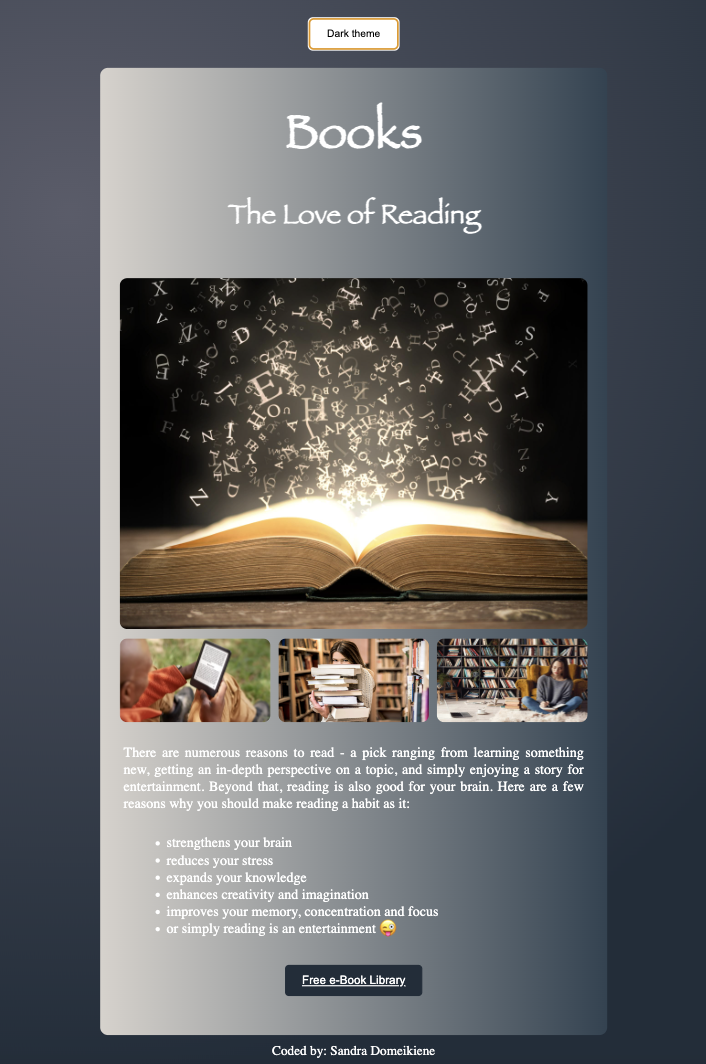 Dark theme
Books
The Love of Reading
There are numerous reasons to read - a pick ranging from learning something
new, getting an in-depth perspective on a topic, and simply enjoying a story for
entertainment. Beyond that, reading is also good for your brain. Here are a few
reasons why you should make reading a habit as it:
• strengthens your brain
• reduces your stress
• expands your knowledge
• enhances creativity and imagination
• improves your memory, concentration and focus
• or simply reading is an entertainment 😜
Free e-Book Library
Coded by: Sandra Domeikiene